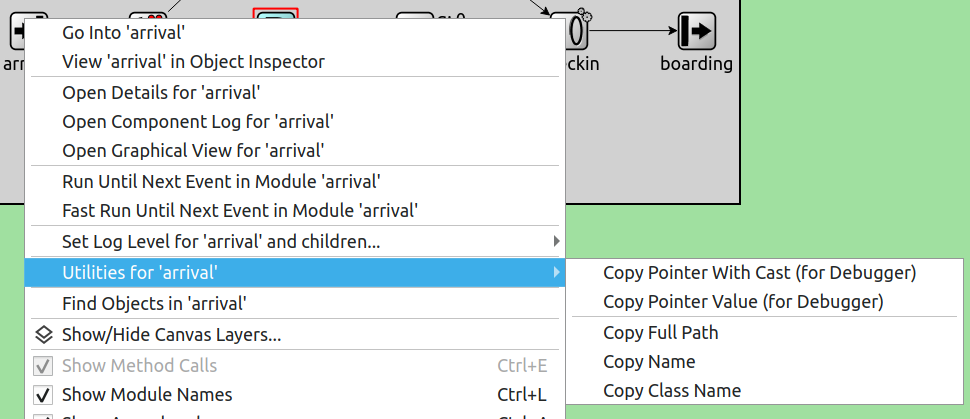 Go Into 'arrival'
View 'arrival' in Object Inspector
boarding
Open Details for 'arrival'
Open Component Log for 'arrival'
Open Graphical View for 'arrival'
Run Until Next Event in Module 'arrival'
Fast Run Until Next Event in Module 'arrival'
Set Log Level for 'arrival' and children...
Utilities for 'arrival'
Find Objects in 'arrival'
Show/Hide Canvas Layers...
Show Method Calls Ctrl+E
Show Module Names Ctrl+L
Copy Pointer With Cast (for Debugger)
Copy Pointer Value (for Debugger)
Copy Full Path
Copy Name
Copy Class Name